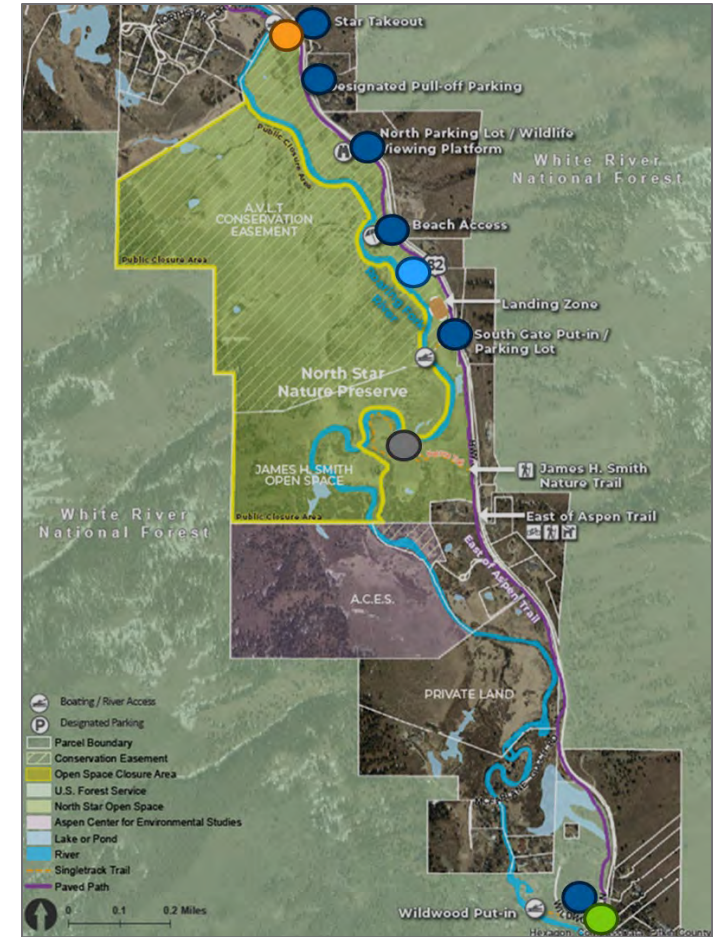 Star Takeout
esignated Pull-off Parking
North Parking Lot / Wildlife
Viewing Platform
White River
National Forest
Public Closure Area
A.V.L.T
CONSERVATION
EASEMENT
Beach Access
Public Closure Area
82
Landing Zone
River
South Gate Put-in /
Parking Lot
North Star
Nature Preserve
JAMES H. SMITH
OPEN SPACE
James H. Smith
Nature Trail
White River
National Forest
Public Closure Area
East of Aspen Trail
East of Aspen Trail
A.C.E.S.
PRIVATE LAND
Boating / River Access
P
Designated Parking
Parcel Boundary
Conservation Easement
Open Space Closure Area
U.S. Forest Service
North Star Open Space
Aspen Center for Environmental Studies
Lake or Pond
River
Singletrack Trail
Paved Path
0 0.1 0.2 Miles
Wildwood Put-in